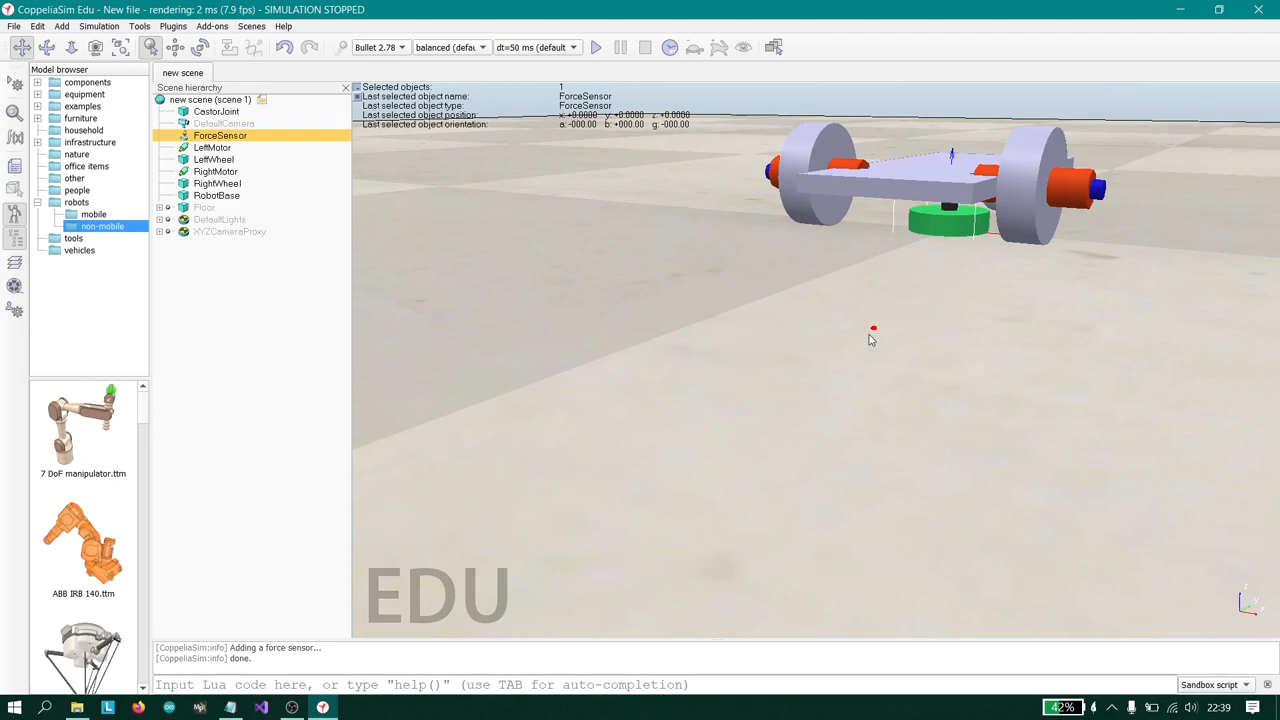 CoppeliaSim Edu - New file - rendering: 2 ms (7.9 fps) - SIMULATION STOPPED
File Edit Add Simulation Tools Plugins Add-ons Scenes Help
Bullet 2.78 balanced (defau dt=50 ms (default
Model browser
new scene
components
equipment
examples
furniture
household
infrastructure
nature
office items
other
people
robots
mobile
non-mobile
tools
vehicles
7 DoF manipulator.ttm
ABB IRB 140.ttm
Scene hierarchy
new scene (scene 1)
CastorJoint
DefaultCamera
ForceSensor
LeftMotor
LeftWheel
RightMotor
RightWheel
RobotBase
Floor
DefaultLights
XYZCameraProxy
Selected objects: 1
Last selected object name: ForceSensor
Last selected object type: ForceSensor
Last selected object position: x: +0.0000 y: +0.0000 z: +0.0000
Last selected object orientation: a: -000.00 b: +000.00 g: -000.00
EDU
[CoppeliaSim:info] Adding a force sensor...
[CoppeliaSim:info] done.
Input Lua code here, or type "help()" (use TAB for auto-completion)
Sandbox script
42%
22:39